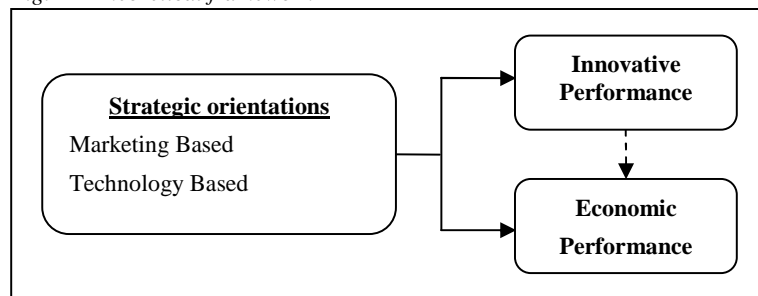 Strategic orientations
Marketing Based
Technology Based
Innovative
Performance
Economic
Performance